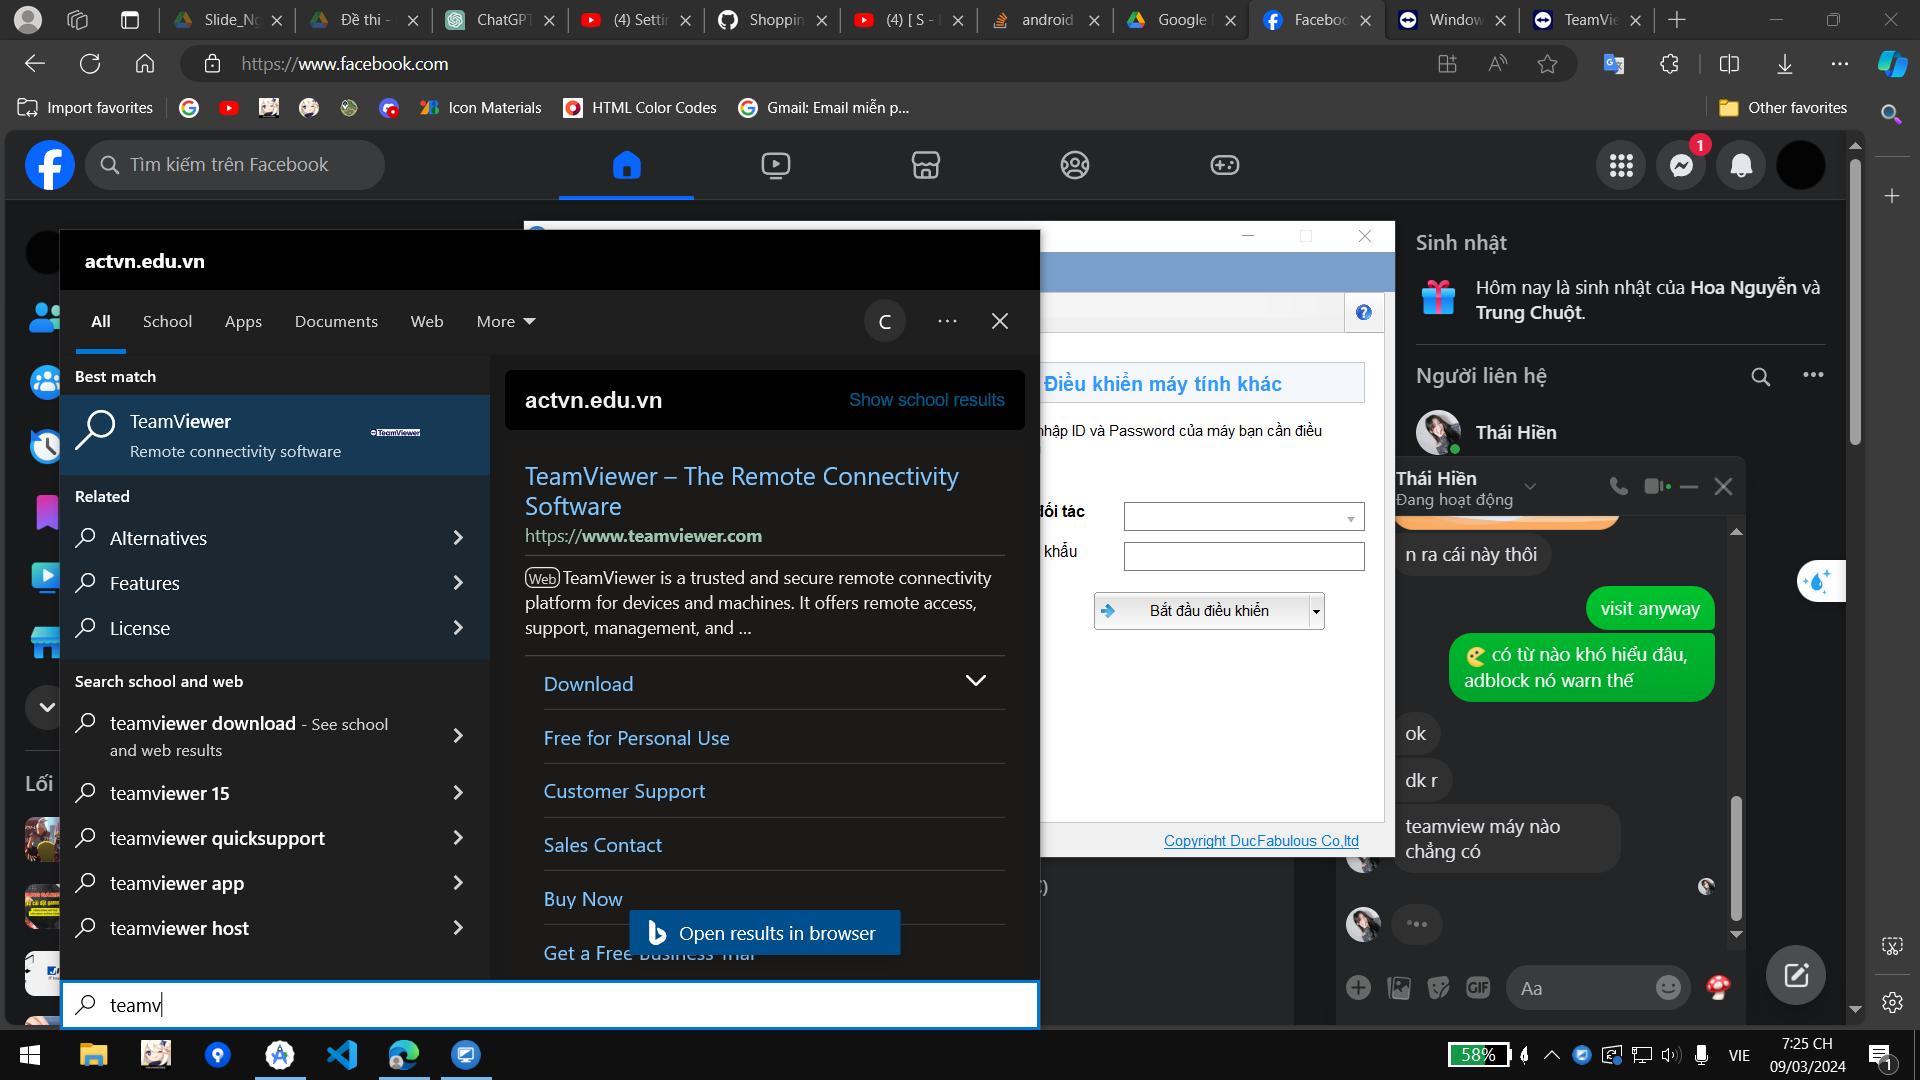 Slide_Ng
Đề thi -
ChatGPT
(4) Settin
Shoppin
(4) [ S -
android
Google
Faceboo
Window
TeamVie
https://www.facebook.com
Import favorites
Icon Materials
HTML Color Codes
Gmail: Email miễn p...
Other favorites
Tìm kiếm trên Facebook
1
actvn.edu.vn
All
School
Apps
Documents
Web
More
C
Best match
TeamViewer
Remote connectivity software
TeamViewer
Related
Alternatives
Features
License
Search school and web
teamviewer download - See school
and web results
teamviewer 15
teamviewer quicksupport
teamviewer app
teamviewer host
teamv
Lối
actvn.edu.vn
Show school results
TeamViewer – The Remote Connectivity
Software
https://www.teamviewer.com
Web TeamViewer is a trusted and secure remote connectivity
platform for devices and machines. It offers remote access,
support, management, and ...
Download
Free for Personal Use
Customer Support
Sales Contact
Buy Now
Get a Free Business Trial
Open results in browser
Điều khiển máy tính khác
nhập ID và Password của máy bạn cần điều
đối tác
khẩu
Bắt đầu điều khiển
Copyright DucFabulous Co,ltd
Sinh nhật
Hôm nay là sinh nhật của Hoa Nguyễn và
Trung Chuột.
Người liên hệ
Thái Hiền
Thái Hiền
Đang hoạt động
n ra cái này thôi
visit anyway
có từ nào khó hiểu đâu,
adblock nó warn thế
ok
dk r
teamview máy nào
chẳng có
GIF
Aa
58%
VIE
7:25 CH
09/03/2024
1